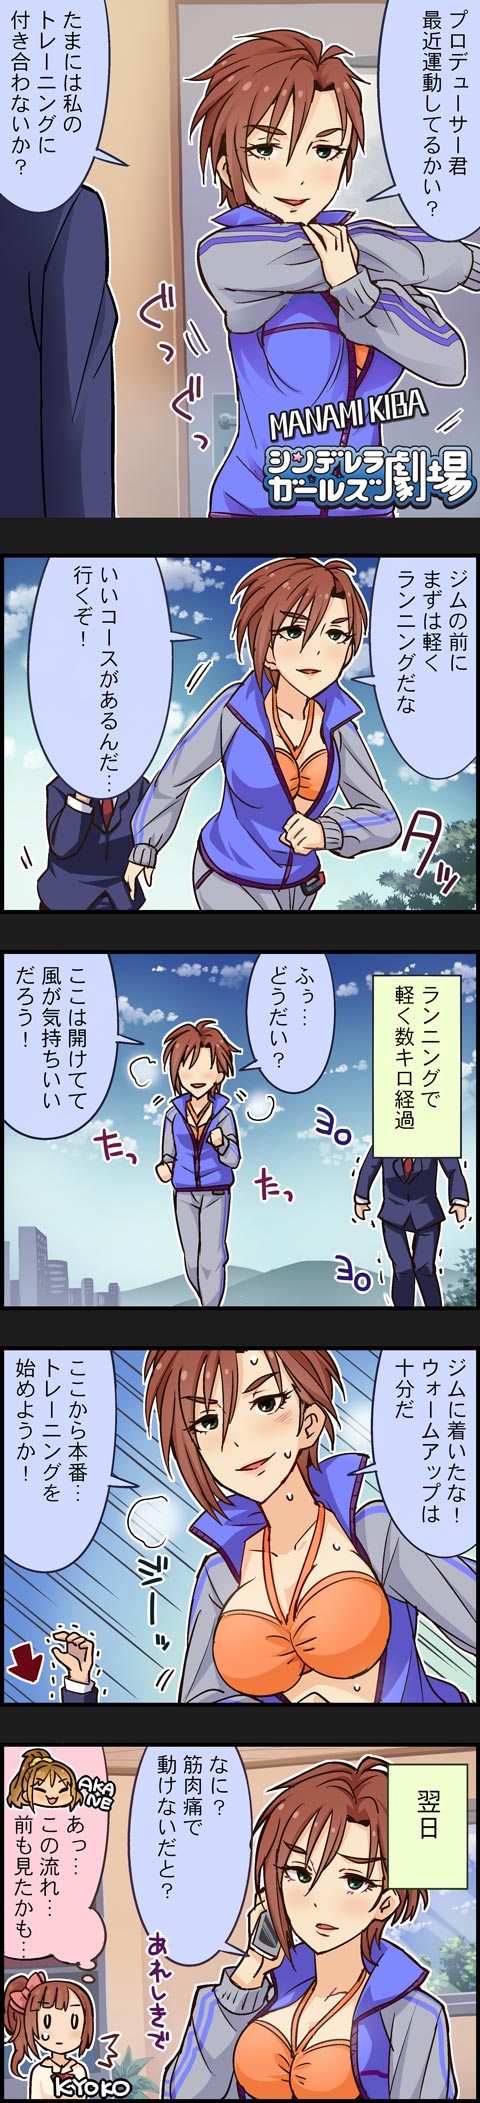 プロデューサー君
最近運動してるかい？
たまには私の
トレーニングに
付き合わないか？
ぐっ
ぐっ
MANAMI KIBA
シンデレラ
ガールズ劇場
ジムの前に
まずは軽く
ランニングだな
いいコースがあるんだ…
行くぞ！
タッ
ランニングで
軽く数キロ経過
ふぅ…
どうだい？
ここは開けてて
風が気持ちいい
だろう！
たっ
たっ
ヨロ
ヨロ
ジムに着いたな！
ウォームアップは
十分だ
ここから本番…
トレーニングを
始めようか！
ジーッ
翌日
なに？
筋肉痛で
動けないだと？
あれしきで
AKA
NE
あっ…
この流れ…
前も見たかも…
KYOKO